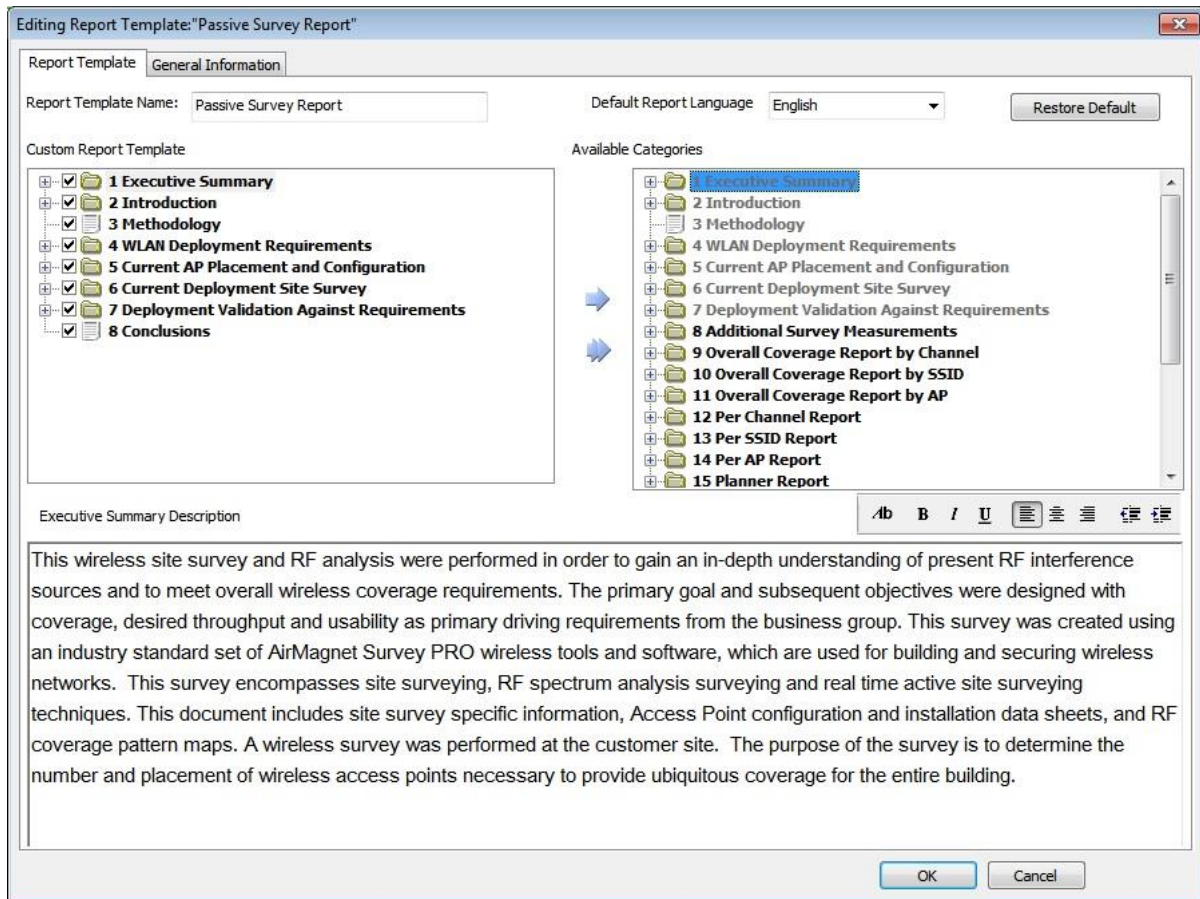 Editing Report Template:"Passive Survey Report"
Report Template
General Information
Report Template Name:
Passive Survey Report
Default Report Language
English
Restore Default
Custom Report Template
1 Executive Summary
2 Introduction
3 Methodology
4 WLAN Deployment Requirements
5 Current AP Placement and Configuration
6 Current Deployment Site Survey
7 Deployment Validation Against Requirements
8 Conclusions
Available Categories
1 Executive Summary
2 Introduction
3 Methodology
4 WLAN Deployment Requirements
5 Current AP Placement and Configuration
6 Current Deployment Site Survey
7 Deployment Validation Against Requirements
8 Additional Survey Measurements
9 Overall Coverage Report by Channel
10 Overall Coverage Report by SSID
11 Overall Coverage Report by AP
12 Per Channel Report
13 Per SSID Report
14 Per AP Report
15 Planner Report
Executive Summary Description
Ab B I U
This wireless site survey and RF analysis were performed in order to gain an in-depth understanding of present RF interference
sources and to meet overall wireless coverage requirements. The primary goal and subsequent objectives were designed with
coverage, desired throughput and usability as primary driving requirements from the business group. This survey was created using
an industry standard set of AirMagnet Survey PRO wireless tools and software, which are used for building and securing wireless
networks.  This survey encompasses site surveying, RF spectrum analysis surveying and real time active site surveying
techniques. This document includes site survey specific information, Access Point configuration and installation data sheets, and RF
coverage pattern maps. A wireless survey was performed at the customer site.  The purpose of the survey is to determine the
number and placement of wireless access points necessary to provide ubiquitous coverage for the entire building.
OK
Cancel